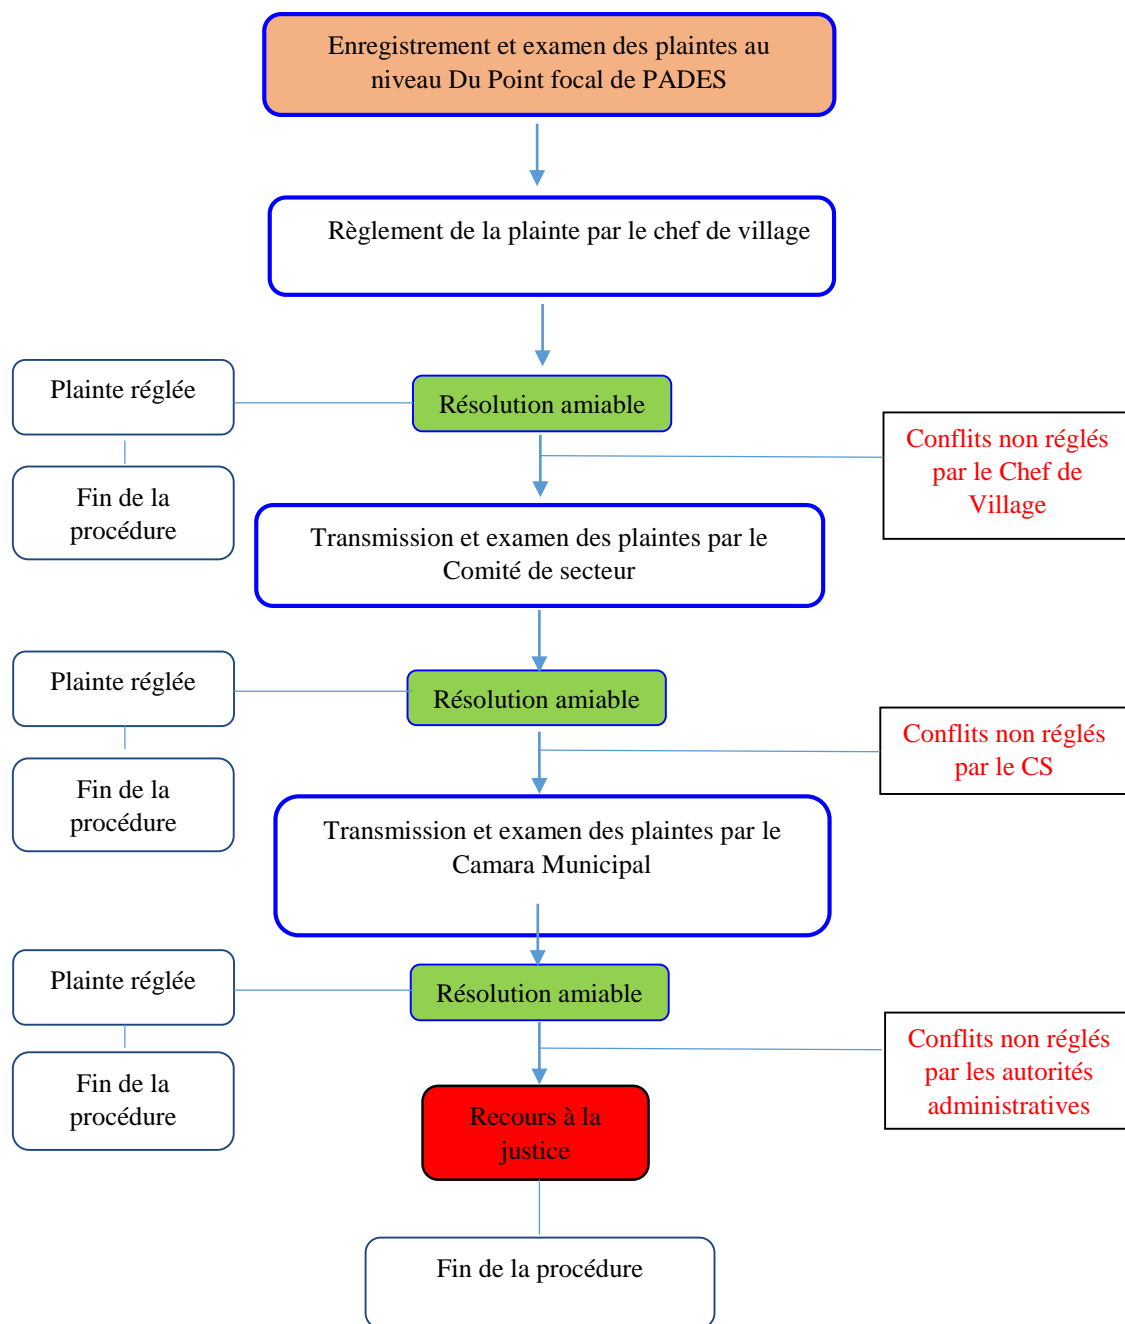 Enregistrement et examen des plaintes au
niveau Du Point focal de PADES
Règlement de la plainte par le chef de village
Plainte réglée
Résolution amiable
Conflits non réglés
par le Chef de
Village
Fin de la
procédure
Transmission et examen des plaintes par le
Comité de secteur
Plainte réglée
Résolution amiable
Conflits non réglés
par le CS
Fin de la
procédure
Transmission et examen des plaintes par le
Camara Municipal
Plainte réglée
Résolution amiable
Conflits non réglés
par les autorités
administratives
Fin de la
procédure
Recours à la
justice
Fin de la procédure